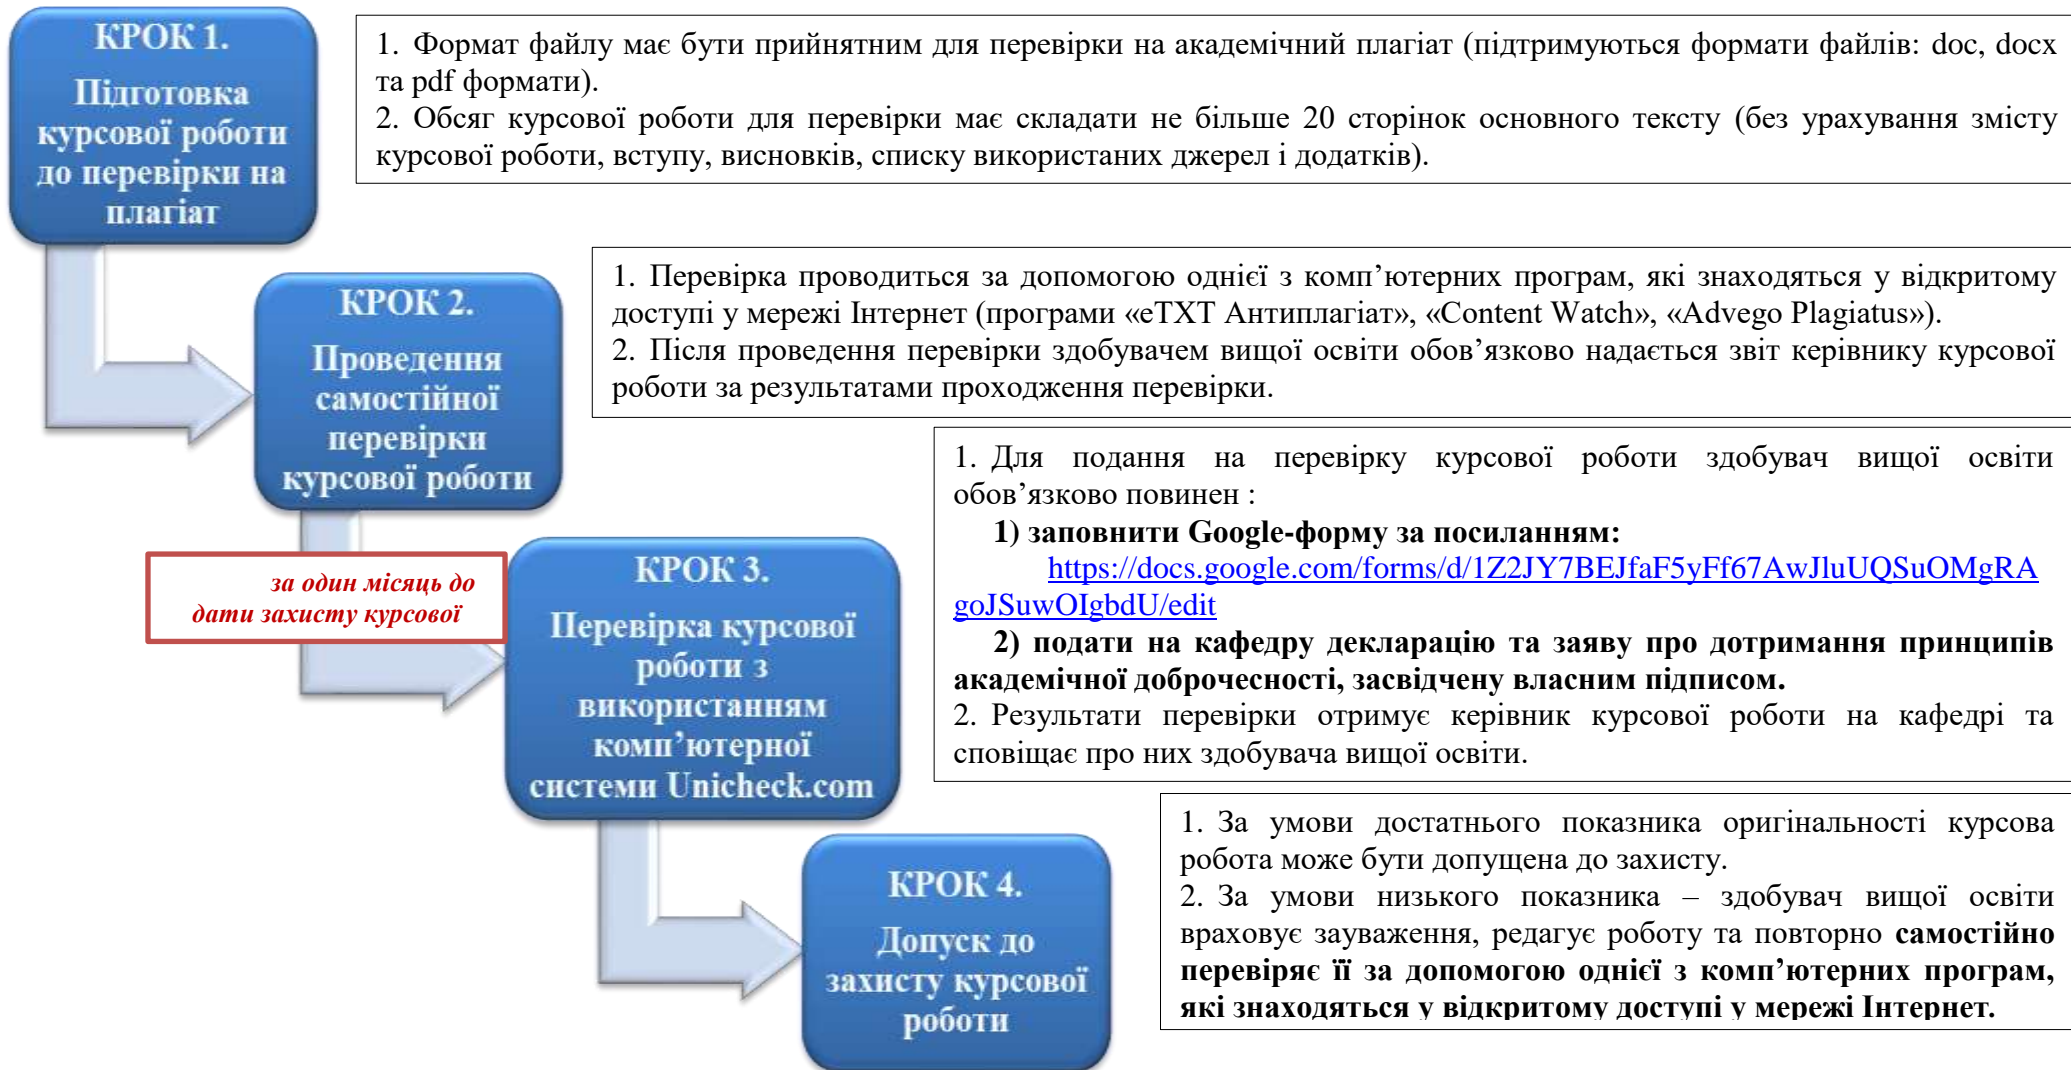 КРОК 1.
Підготовка
курсової роботи
до перевірки на
плагіат
1. Формат файлу має бути прийнятним для перевірки на академічний плагіат (підтримуються формати файлів: doc, docx
та pdf формати).
2. Обсяг курсової роботи для перевірки має складати не більше 20 сторінок основного тексту (без урахування змісту
курсової роботи, вступу, висновків, списку використаних джерел і додатків).
КРОК 2.
Проведення
самостійної
перевірки
курсової роботи
1. Перевірка проводиться за допомогою однієї з комп’ютерних програм, які знаходяться у відкритому
доступі у мережі Інтернет (програми «eTXT Антиплагіат», «Content Watch», «Advego Plagiatus»).
2. Після проведення перевірки здобувачем вищої освіти обов’язково надається звіт керівнику курсової
роботи за результатами проходження перевірки.
за один місяць до
дати захисту курсової
КРОК 3.
Перевірка курсової
роботи з
використанням
комп’ютерної
системи Unicheck.com
1. Для подання на перевірку курсової роботи здобувач вищої освіти
обов’язково повинен :
1) заповнити Google-форму за посиланням:
https://docs.google.com/forms/d/1Z2JY7BEJfaF5yFf67AwJluUQSuOMgRA
goJSuwOIgbdU/edit
2) подати на кафедру декларацію та заяву про дотримання принципів
академічної доброчесності, засвідчену власним підписом.
2. Результати перевірки отримує керівник курсової роботи на кафедрі та
сповіщає про них здобувача вищої освіти.
КРОК 4.
Допуск до
захисту курсової
роботи
1. За умови достатнього показника оригінальності курсова
робота може бути допущена до захисту.
2. За умови низького показника – здобувач вищої освіти
враховує зауваження, редагує роботу та повторно самостійно
перевіряє її за допомогою однієї з комп’ютерних програм,
які знаходяться у відкритому доступі у мережі Інтернет.